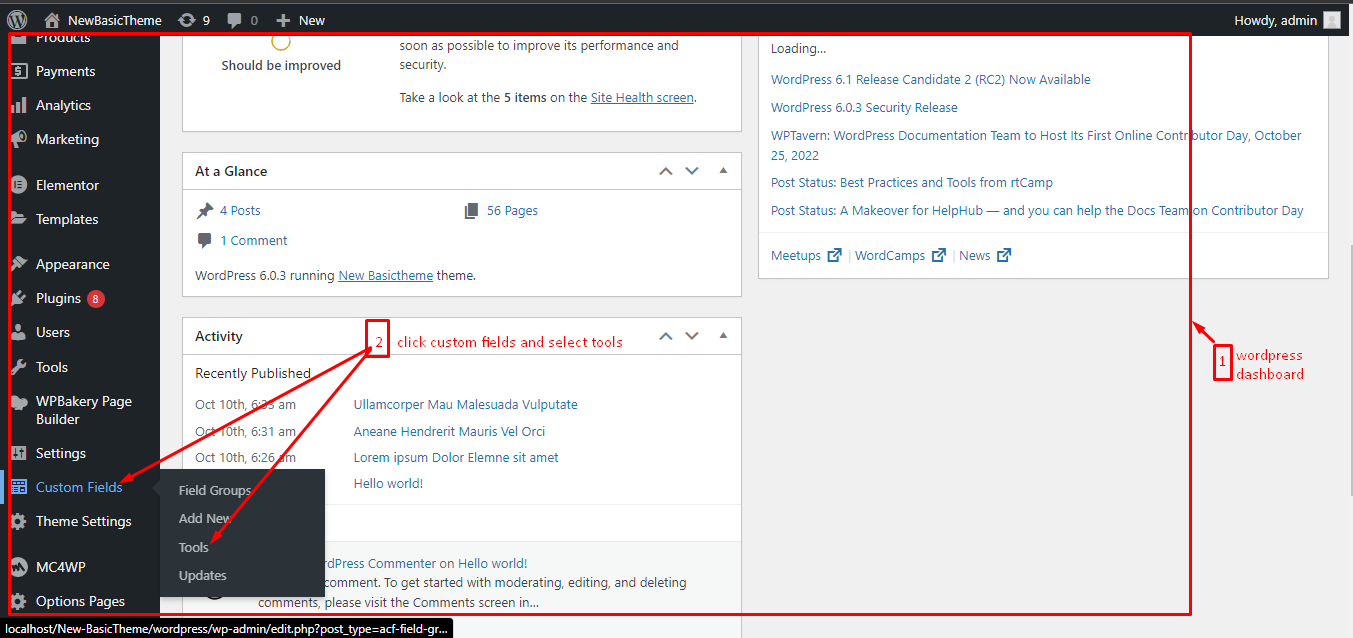 NewBasicTheme 9 0 New Howdy, admin
Products
Payments
Analytics
Marketing
Elementor
Templates
Appearance
Plugins 8
Users
Tools
WPBakery Page
Builder
Settings
Custom Fields
Theme Settings
MC4WP
Options Pages
Field Groups
Add New
Tools
Updates
Should be improved
soon as possible to improve its performance and
security.
Take a look at the 5 items on the Site Health screen.
At a Glance
4 Posts 56 Pages
1 Comment
WordPress 6.0.3 running New Basictheme theme.
Activity
2 click custom fields and select tools
Recently Published
Oct 10th, 6:33 am Ullamcorper Mau Malesuada Vulputate
Oct 10th, 6:31 am Aneane Hendrerit Mauris Vel Orci
Oct 10th, 6:26 am Lorem ipsum Dolor Elemne sit amet
Hello world!
Commenter on Hello world!
comment. To get started with moderating, editing, and deleting
comments, please visit the Comments screen in...
Loading...
WordPress 6.1 Release Candidate 2 (RC2) Now Available
WordPress 6.0.3 Security Release
WPTavern: WordPress Documentation Team to Host Its First Online Contributor Day, October
25, 2022
Post Status: Best Practices and Tools from rtCamp
Post Status: A Makeover for HelpHub — and you can help the Docs Team on Contributor Day
Meetups | WordCamps | News
1 wordpress
dashboard
localhost/New-BasicTheme/wordpress/wp-admin/edit.php?post_type=acf-field-gr...